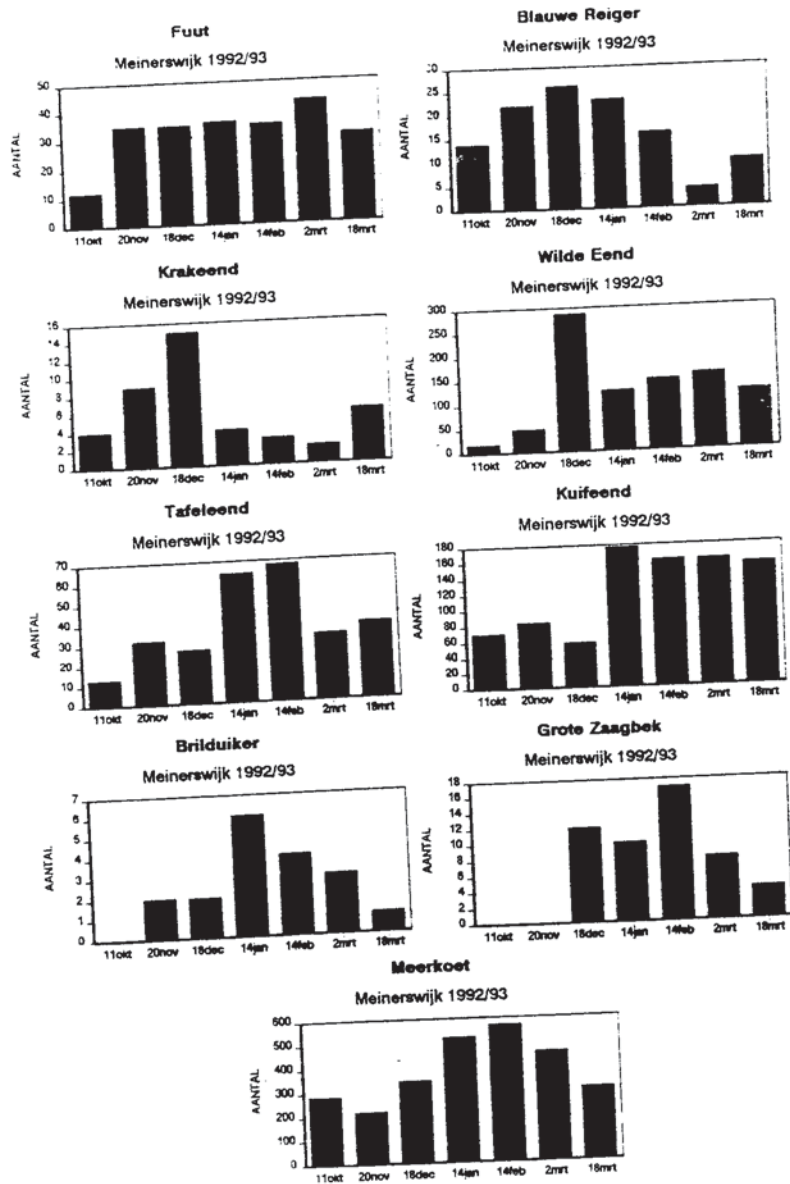 Fuut
Meinerswijk 1992/93
50
40
30
20
10
0
AANTAL
11okt 20nov 18dec 14jan 14feb 2mrt 18mrt
Blauwe Reiger
Meinerswijk 1992/93
30
25
20
15
10
5
0
AANTAL
11okt 20nov 18dec 14jan 14feb 2mrt 18mrt
Krakeend
Meinerswijk 1992/93
16
14
12
10
8
6
4
2
0
AANTAL
11okt 20nov 18dec 14jan 14feb 2mrt 18mrt
Wilde Eend
Meinerswijk 1992/93
300
250
200
150
100
50
0
AANTAL
11okt 20nov 18dec 14jan 14feb 2mrt 18mrt
Tafeleend
Meinerswijk 1992/93
70
60
50
40
30
20
10
0
AANTAL
11okt 20nov 18dec 14jan 14feb 2mrt 18mrt
Kuifeend
Meinerswijk 1992/93
180
160
140
120
100
80
60
40
20
0
AANTAL
11okt 20nov 18dec 14jan 14feb 2mrt 18mrt
Brilduiker
Meinerswijk 1992/93
7
6
5
4
3
2
1
0
AANTAL
11okt 20nov 18dec 14jan 14feb 2mrt 18mrt
Grote Zaagbek
Meinerswijk 1992/93
18
16
14
12
10
8
6
4
2
0
AANTAL
11okt 20nov 18dec 14jan 14feb 2mrt 18mrt
Meerkoet
Meinerswijk 1992/93
600
500
400
300
200
100
0
AANTAL
11okt 20nov 18dec 14jan 14feb 2mrt 18mrt